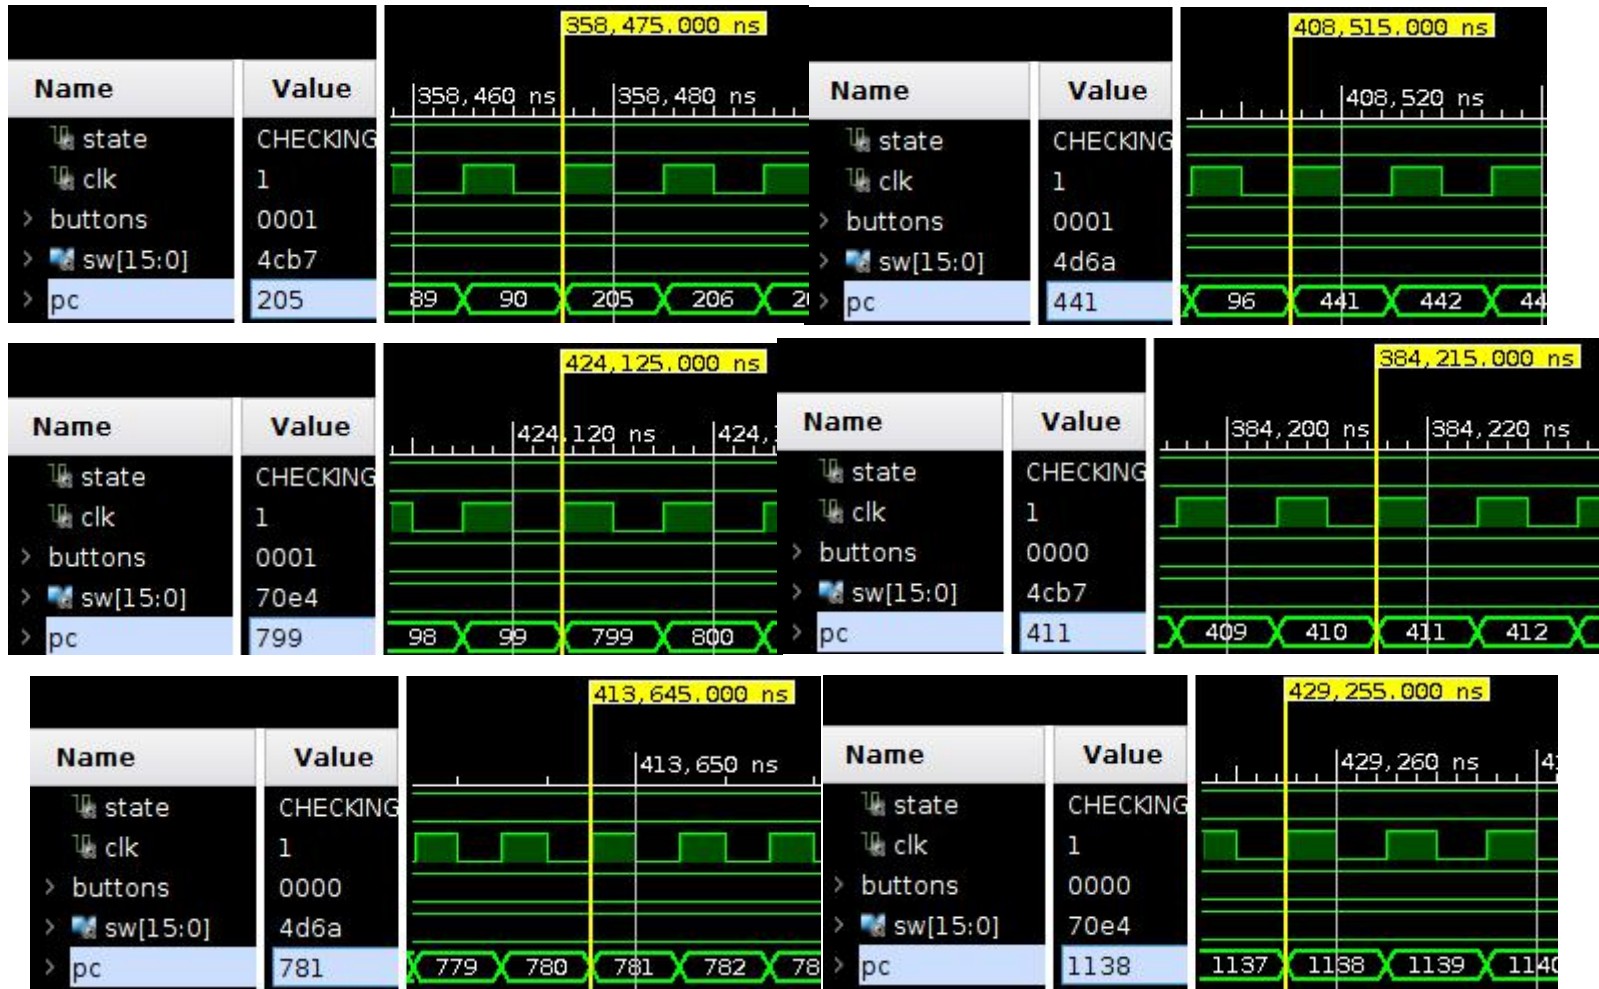 358,475.000 ns
Name Value 358,460 ns 358,480 ns
state CHECKING
clk 1
buttons 0001
sw[15:0] 4cb7
pc 205 89 90 205 206 20
408,515.000 ns
Name Value 408,520 ns
state CHECKING
clk 1
buttons 0001
sw[15:0] 4d6a
pc 441 96 441 442 44
424,125.000 ns
Name Value 424,120 ns 424,
state CHECKING
clk 1
buttons 0001
sw[15:0] 70e4
pc 799 98 99 799 800
384,215.000 ns
Name Value 384,200 ns 384,220 ns
state CHECKING
clk 1
buttons 0000
sw[15:0] 4cb7
pc 411 409 410 411 412
413,645.000 ns
Name Value 413,650 ns
state CHECKING
clk 1
buttons 0000
sw[15:0] 4d6a
pc 781 779 780 781 782 78
429,255.000 ns
Name Value 429,260 ns
state CHECKING
clk 1
buttons 0000
sw[15:0] 70e4
pc 1138 1137 1138 1139 1140